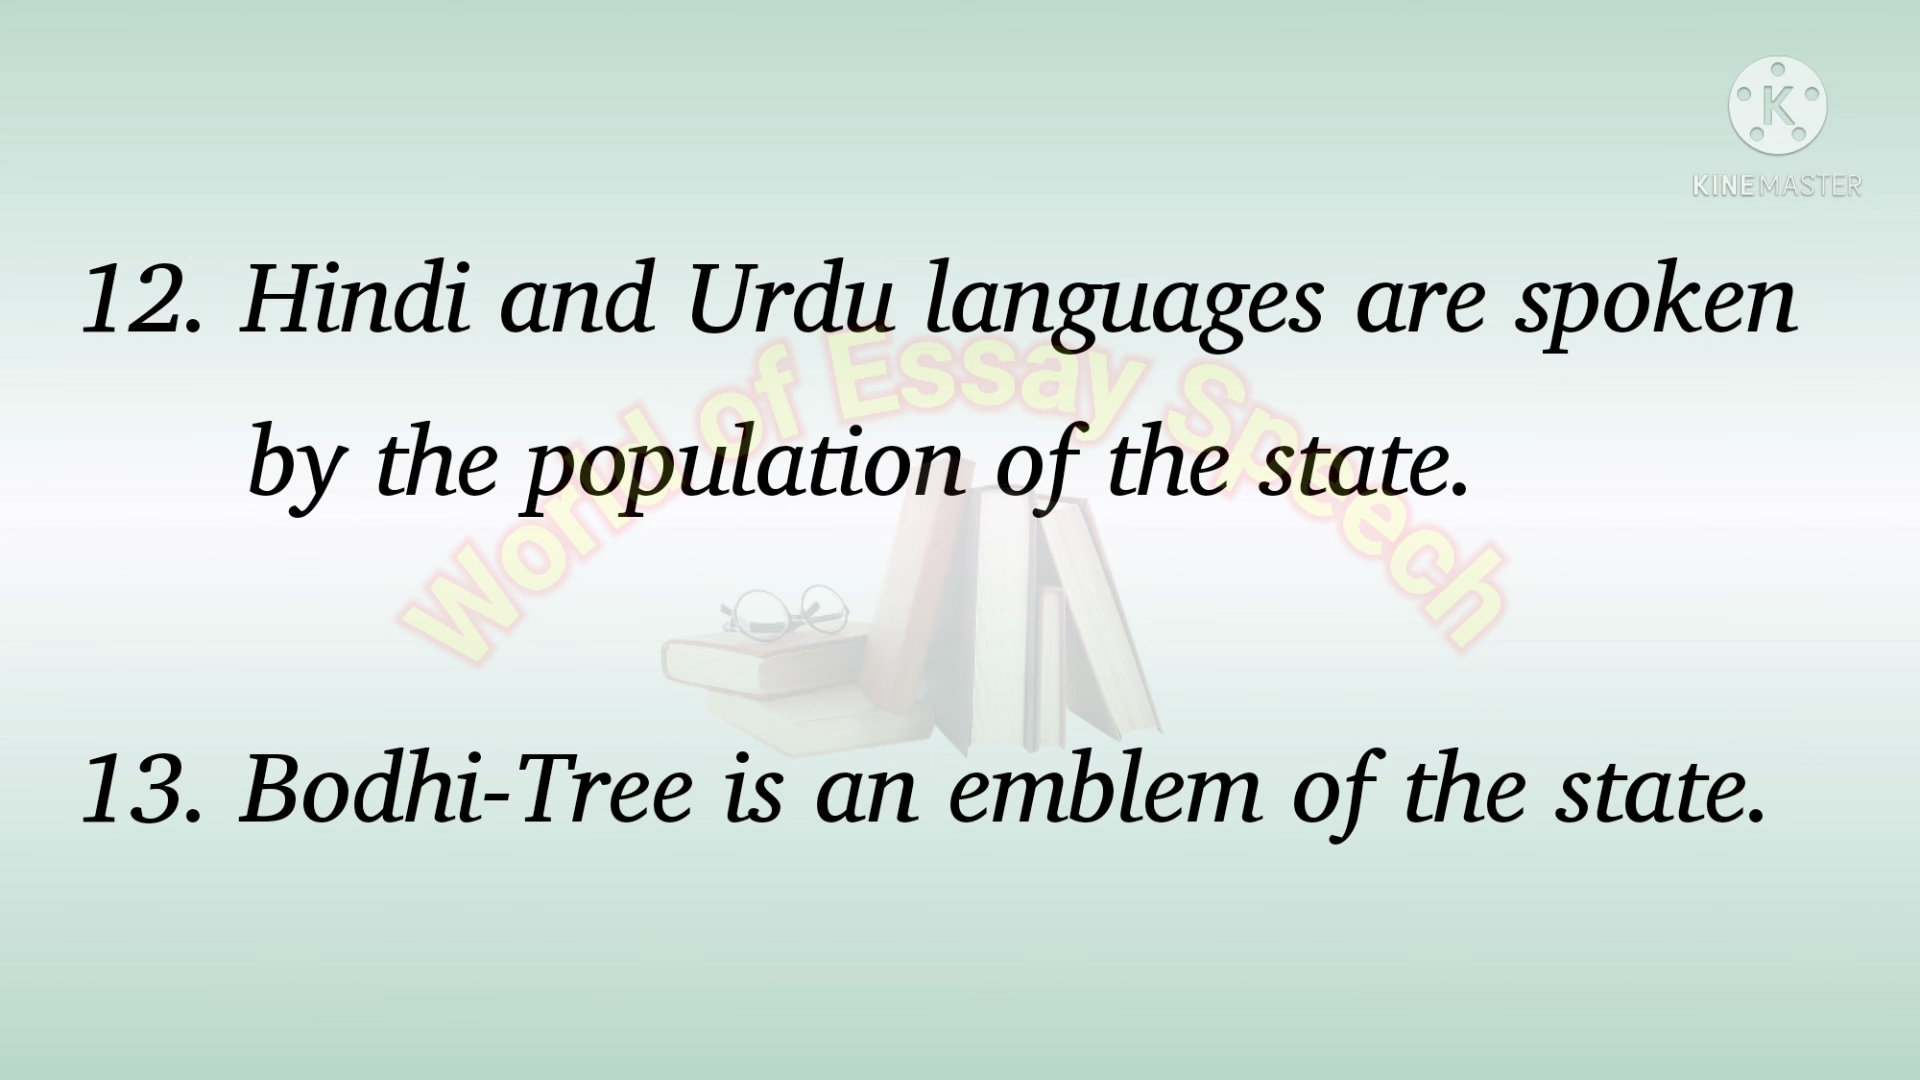 K
KINEMASTER
12. Hindi and Urdu languages are spoken
by the population of the state.
World of Essay Speech
13. Bodhi-Tree is an emblem of the state.